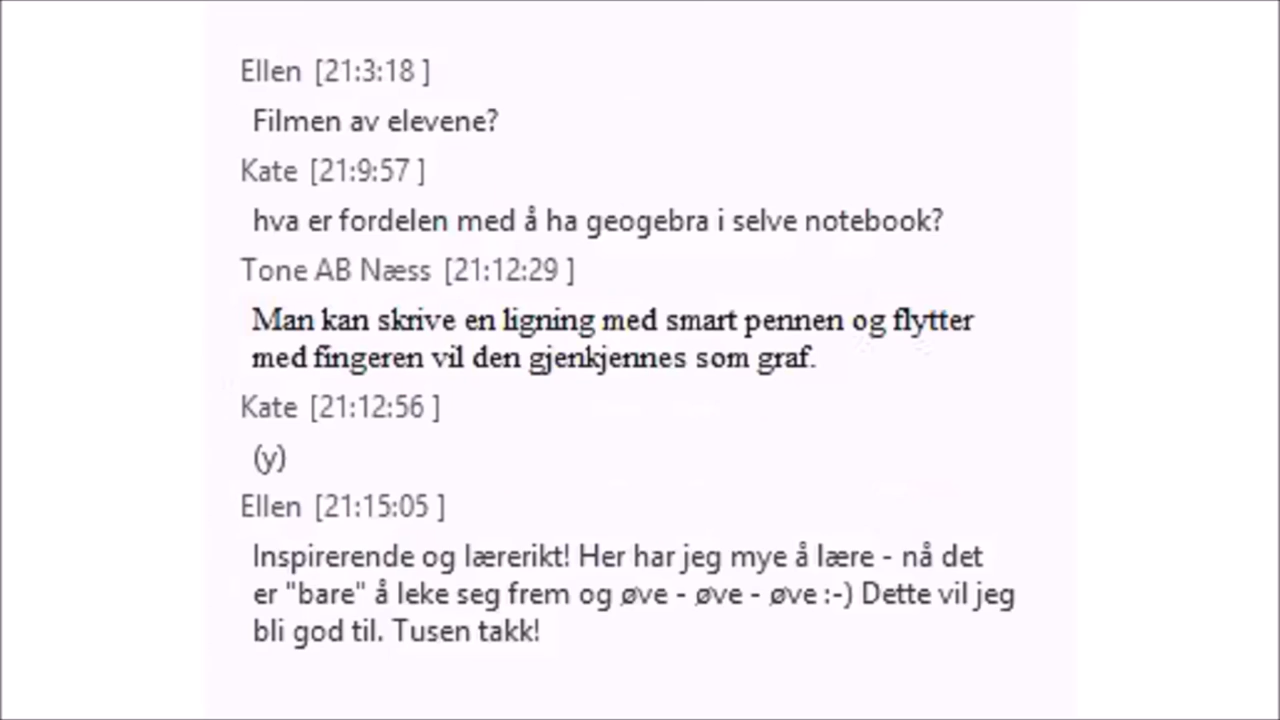 Ellen [21:3:18 ]
Filmen av elevene?
Kate [21:9:57 ]
hva er fordelen med å ha geogebra i selve notebook?
Tone AB Næss [21:12:29 ]
Man kan skrive en ligning med smart pennen og flytter
med fingeren vil den gjenkjennes som graf.
Kate [21:12:56 ]
(y)
Ellen [21:15:05 ]
Inspirerende og lærerikt! Her har jeg mye å lære - nå det
er "bare" å leke seg frem og øve - øve - øve :-) Dette vil jeg
bli god til. Tusen takk!